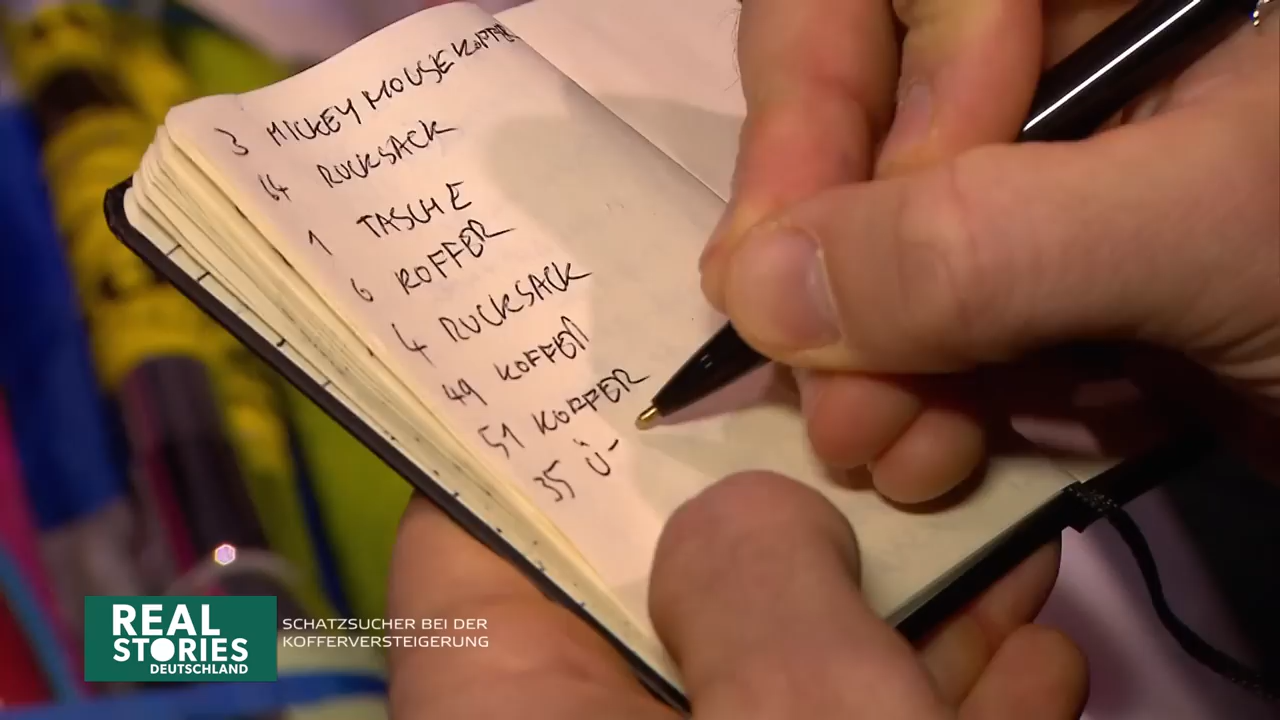 3 MICKEY MOUSE KOFFER
14 RUCKSACK
1 TASCHE
6 KOFFER
4 RUCKSACK
49 KOFFER
51 KOFFER
35 Ü-
REAL
STORIES
DEUTSCHLAND
SCHATZSUCHER BEI DER
KOFFERVERSTEIGERUNG